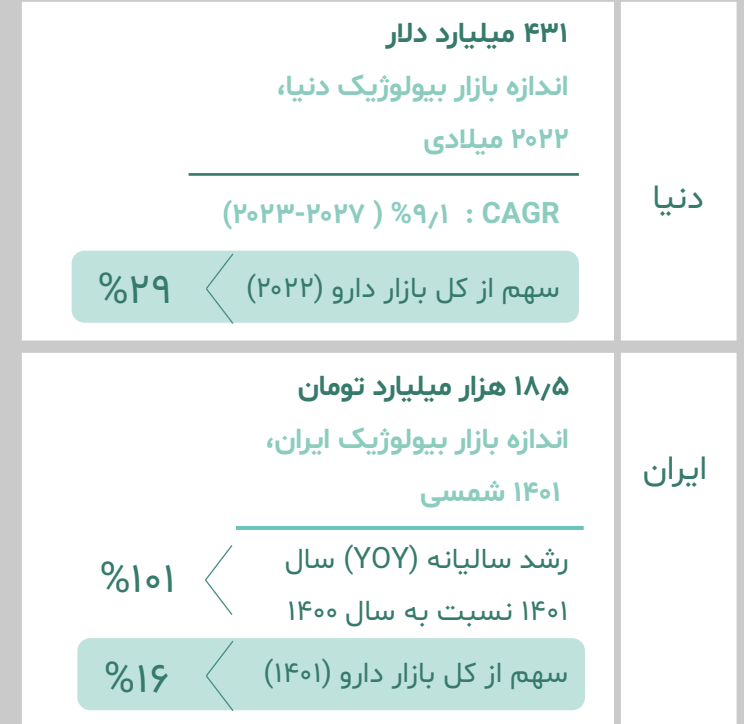 دنیا
۴۳۱ میلیارد دلار
اندازه بازار بیولوژیک دنیا،
۲۰۲۲ میلادی
CAGR : %۹٫۱ (۲۰۲۳-۲۰۲۷ )
سهم از کل بازار دارو (۲۰۲۲)
%۲۹
ایران
۱۸٫۵ هزار میلیارد تومان
اندازه بازار بیولوژیک ایران،
۱۴۰۱ شمسی
رشد سالیانه (YOY) سال
۱۴۰۱ نسبت به سال ۱۴۰۰
%۱۰۱
سهم از کل بازار دارو (۱۴۰۱)
%۱۶